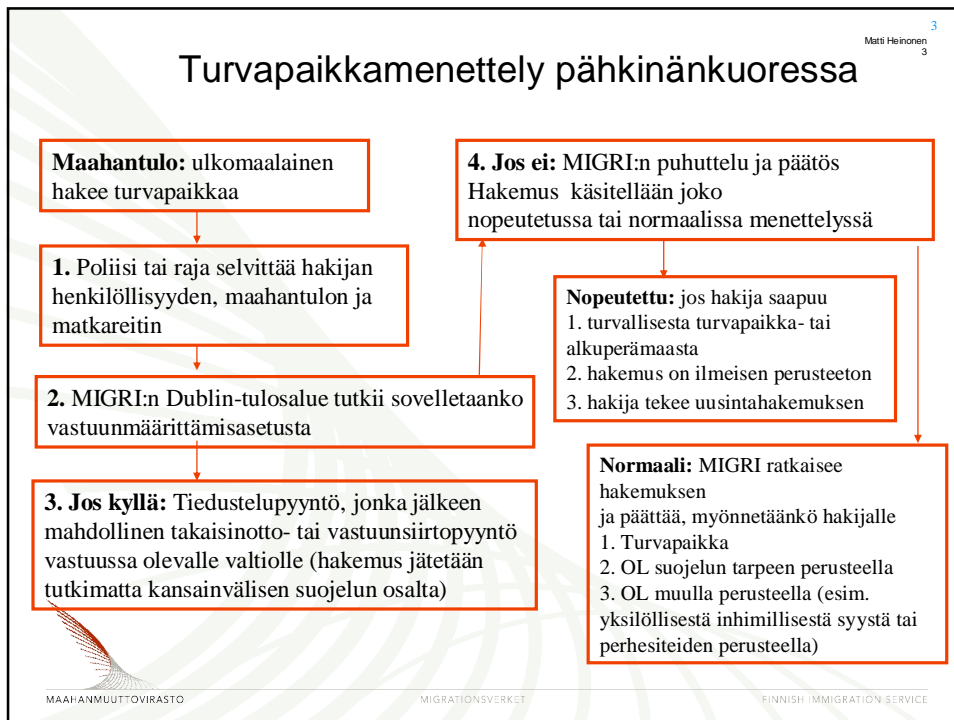 3
Matti Heinonen
3
Turvapaikkamenettely pähkinänkuoressa
Maahantulo: ulkomaalainen
hakee turvapaikkaa
1. Poliisi tai raja selvittää hakijan
henkilöllisyyden, maahantulon ja
matkareitin
2. MIGRI:n Dublin-tulosalue tutkii sovelletaanko
vastuunmäärittämisasetusta
3. Jos kyllä: Tiedustelupyyntö, jonka jälkeen
mahdollinen takaisinotto- tai vastuunsiirtopyyntö
vastuussa olevalle valtiolle (hakemus jätetään
tutkimatta kansainvälisen suojelun osalta)
4. Jos ei: MIGRI:n puhuttelu ja päätös
Hakemus käsitellään joko
nopeutetussa tai normaalissa menettelyssä
Nopeutettu: jos hakija saapuu
1. turvallisesta turvapaikka- tai
alkuperämaasta
2. hakemus on ilmeisen perusteeton
3. hakija tekee uusintahakemuksen
Normaali: MIGRI ratkaisee
hakemuksen
ja päättää, myönnetäänkö hakijalle
1. Turvapaikka
2. OL suojelun tarpeen perusteella
3. OL muulla perusteella (esim.
yksilöllisestä inhimillisestä syystä tai
perhesiteiden perusteella)
MAAHANMUUTTOVIRASTO
MIGRATIONSVERKET
FINNISH IMMIGRATION SERVICE